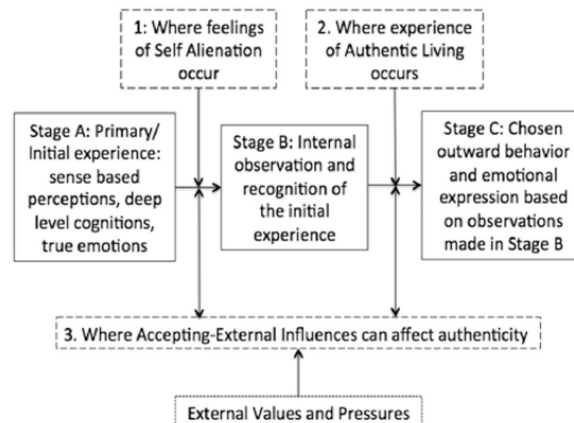 1: Where feelings
of Self Alienation
occur
2. Where experience
of Authentic Living
occurs
Stage A: Primary/
Initial experience:
sense based
perceptions, deep
level cognitions,
true emotions
Stage B: Internal
observation and
recognition of
the initial
experience
Stage C: Chosen
outward behavior
and emotional
expression based
on observations
made in Stage B
3. Where Accepting-External Influences can affect authenticity
External Values and Pressures